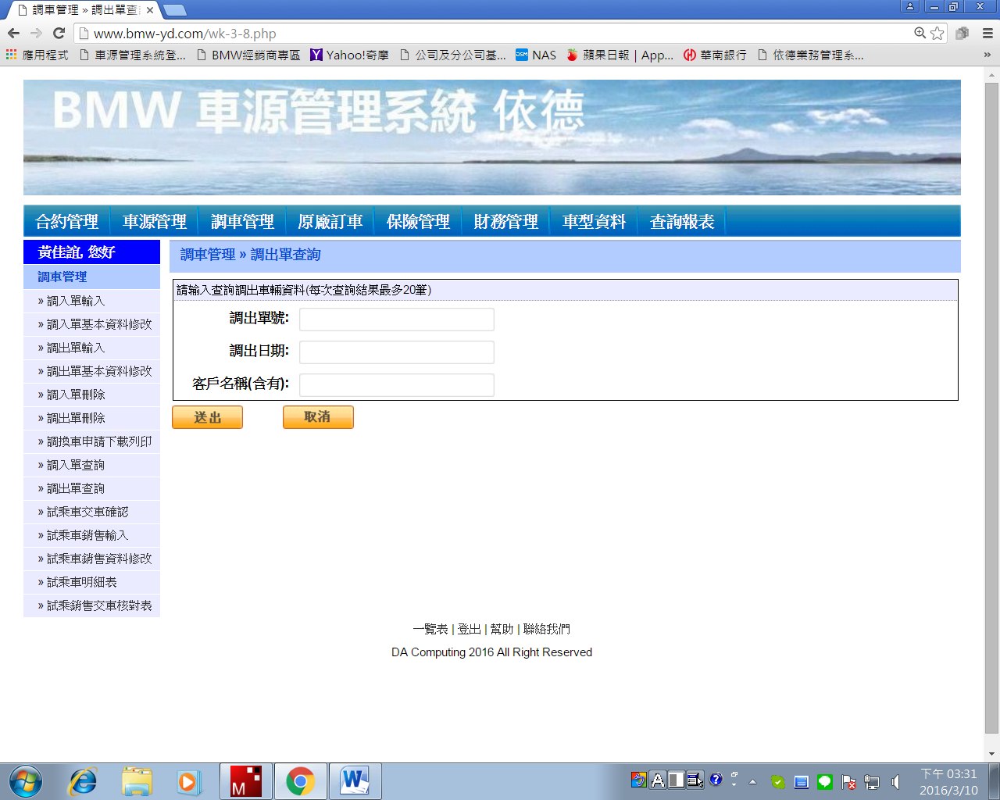 調車管理 » 調出單查
www.bmw-yd.com/wk-3-8.php
應用程式 車源管理系統登... BMW經銷商專區 Yahoo!奇摩 公司及分公司基... NAS 蘋果日報 | App... 華南銀行 依德業務管理系... »
BMW 車源管理系統 依德
合約管理 車源管理 調車管理 原廠訂車 保險管理 財務管理 車型資料 查詢報表
黃佳誼, 您好
調車管理 » 調出單查詢
調車管理
» 調入單輸入
» 調入單基本資料修改
» 調出單輸入
» 調出單基本資料修改
» 調入單刪除
» 調出單刪除
» 調換車申請下載列印
» 調入單查詢
» 調出單查詢
» 試乘車交車確認
» 試乘車銷售輸入
» 試乘車銷售資料修改
» 試乘車明細表
» 試乘銷售交車核對表
請輸入查詢調出車輛資料(每次查詢結果最多20筆)
調出單號:
調出日期:
客戶名稱(含有):
送出 取消
一覽表 | 登出 | 幫助 | 聯絡我們
DA Computing 2016 All Right Reserved
下午 03:31
2016/3/10